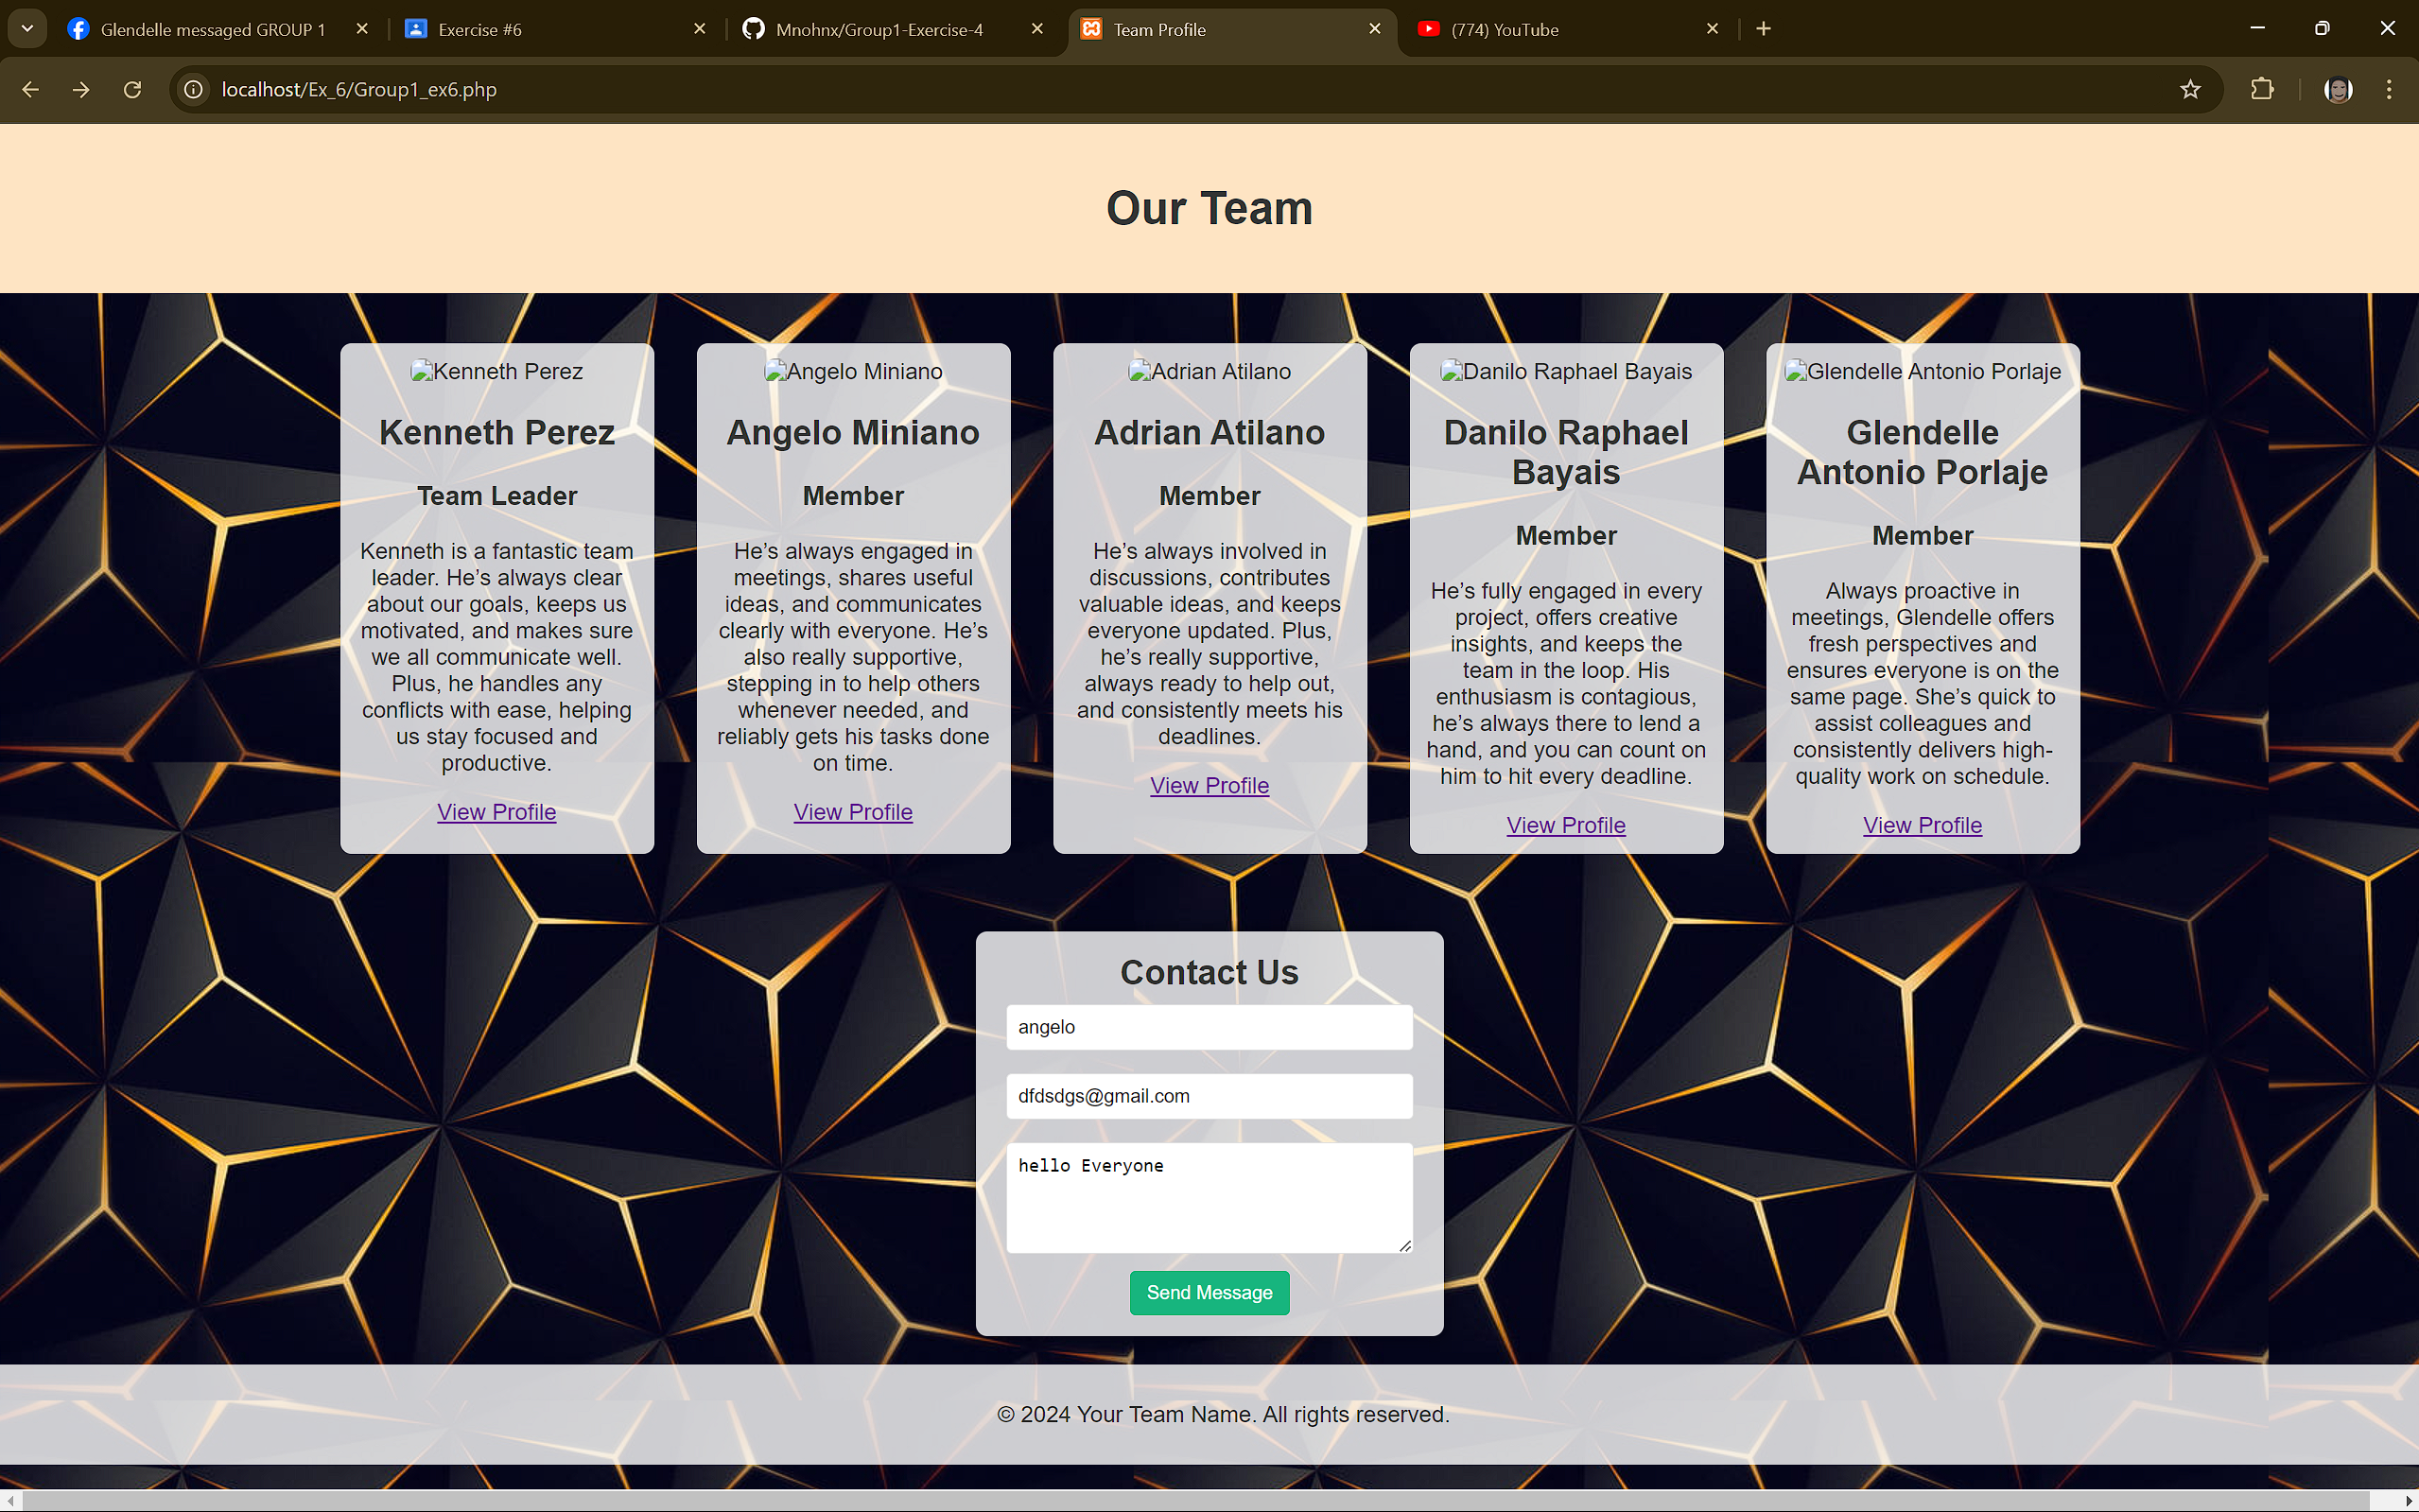 Glendelle messaged GROUP 1
Exercise #6
Mnohnx/Group1-Exercise-4
Team Profile
(774) YouTube
localhost/Ex_6/Group1_ex6.php
Our Team
Kenneth Perez
Kenneth Perez
Team Leader
Kenneth is a fantastic team
leader. He’s always clear
about our goals, keeps us
motivated, and makes sure
we all communicate well.
Plus, he handles any
conflicts with ease, helping
us stay focused and
productive.
View Profile
Angelo Miniano
Angelo Miniano
Member
He’s always engaged in
meetings, shares useful
ideas, and communicates
clearly with everyone. He’s
also really supportive,
stepping in to help others
whenever needed, and
reliably gets his tasks done
on time.
View Profile
Adrian Atilano
Adrian Atilano
Member
He’s always involved in
discussions, contributes
valuable ideas, and keeps
everyone updated. Plus,
he’s really supportive,
always ready to help out,
and consistently meets his
deadlines.
View Profile
Danilo Raphael Bayais
Danilo Raphael
Bayais
Member
He’s fully engaged in every
project, offers creative
insights, and keeps the
team in the loop. His
enthusiasm is contagious,
he’s always there to lend a
hand, and you can count on
him to hit every deadline.
View Profile
Glendelle Antonio Porlaje
Glendelle
Antonio Porlaje
Member
Always proactive in
meetings, Glendelle offers
fresh perspectives and
ensures everyone is on the
same page. She’s quick to
assist colleagues and
consistently delivers high-
quality work on schedule.
View Profile
Contact Us
angelo
dfdsdgs@gmail.com
hello Everyone
Send Message
© 2024 Your Team Name. All rights reserved.